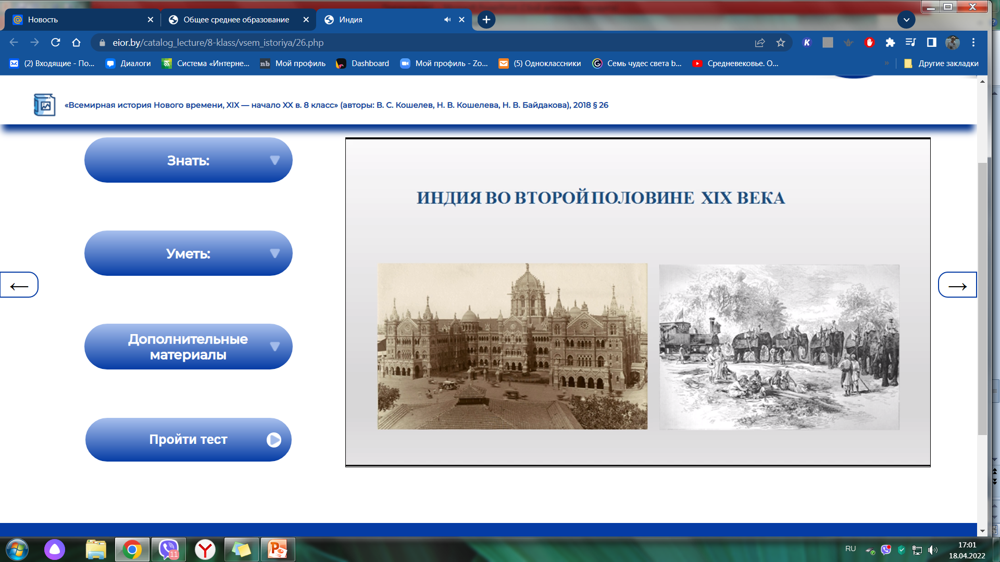 Новость
Общее среднее образование
Индия
eior.by/catalog_lecture/8-klass/vsem_istoriya/26.php
(2) Входящие - По...
Диалоги
Система «Интерне...
Мой профиль
Dashboard
Мой профиль - Zo...
(5) Одноклассники
Семь чудес света b...
Средневековье. О...
Другие закладки
«Всемирная история Нового времени, XIX — начало XX в. 8 класс» (авторы: В. С. Кошелев, Н. В. Кошелева, Н. В. Байдакова), 2018 § 26
Знать:
Уметь:
Дополнительные
материалы
Пройти тест
ИНДИЯ ВО ВТОРОЙ ПОЛОВИНЕ XIX ВЕКА
11
RU
17:01
18.04.2022